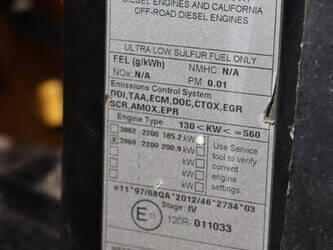 DIESEL ENGINES AND CALIFORNIA
OFF-ROAD DIESEL ENGINES
ULTRA LOW SULFUR FUEL ONLY
FEL (g/kWh) NMHC: N/A
NOx: N/A PM: 0.01
Emissions Control System
DDI,TAA,ECM,DOC,CTOX,EGR
SCR,AMOX,EPR
Engine Type 130 < KW < =560
3962 - 2200 185.2 kW
X 3960 - 2200 200.9 kW
kW
kW
kW
Use Service
tool to verify
current
engine
settings.
e11*97/68QA*2012/46*2734*03
Stage: IV
E11 120R-011033